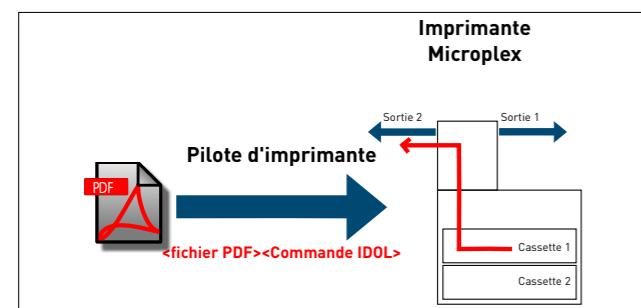 Imprimante
Microplex
Sortie 2
Sortie 1
Pilote d'imprimante
PDF
<fichier PDF><Commande IDOL>
Cassette 1
Cassette 2